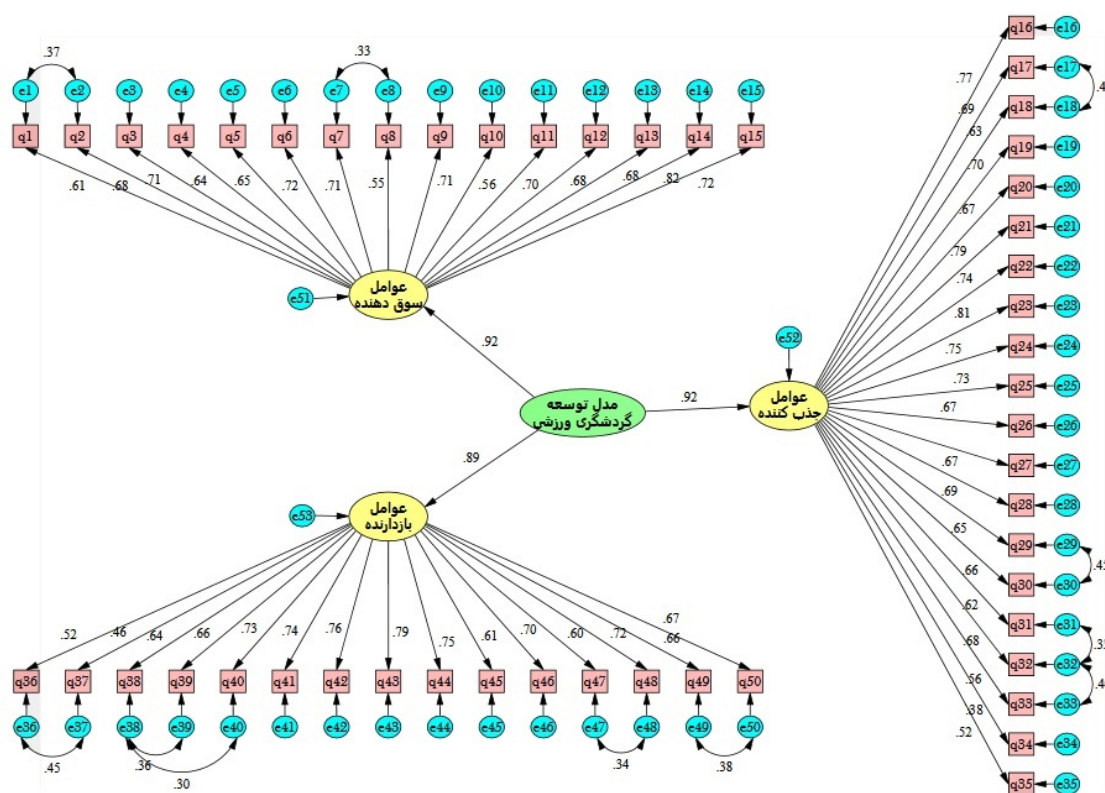 .37 .33
e1 e2 e3 e4 e5 e6 e7 e8 e9 e10 e11 e12 e13 e14 e15
q1 q2 q3 q4 q5 q6 q7 q8 q9 q10 q11 q12 q13 q14 q15
.61 .68 .71 .64 .65 .72 .71 .55 .71 .56 .70 .68 .68 .82 .72
e51
عوامل
سوق دهنده
.92
مدل توسعه
گردشگری ورزشی
.92
e52
عوامل
جذب کننده
.89
e53
عوامل
بازدارنده
.52 .46 .64 .66 .73 .74 .76 .79 .75 .61 .70 .60 .72 .66 .67
q36 q37 q38 q39 q40 q41 q42 q43 q44 q45 q46 q47 q48 q49 q50
e36 e37 e38 e39 e40 e41 e42 e43 e44 e45 e46 e47 e48 e49 e50
.45 .36 .34 .38
.30
.77
.69
.63
.70
.67
.79
.74
.81
.75
.73
.67
.67
.69
.65
.66
.62
.68
.56
.38
.52
q16 e16
q17 e17
q18 e18
q19 e19
q20 e20
q21 e21
q22 e22
q23 e23
q24 e24
q25 e25
q26 e26
q27 e27
q28 e28
q29 e29
q30 e30
q31 e31
q32 e32
q33 e33
q34 e34
q35 e35